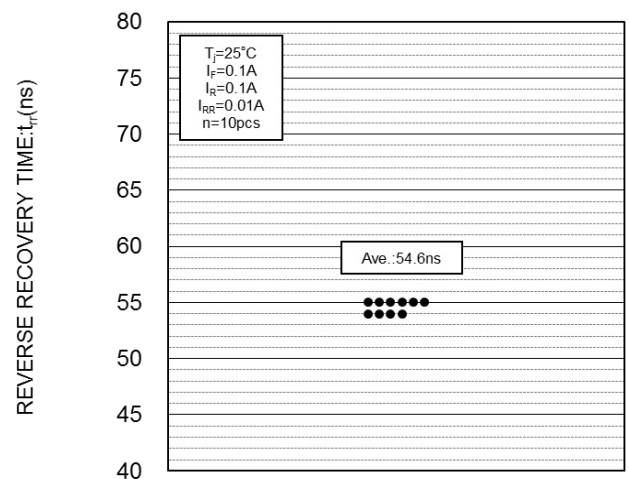 REVERSE RECOVERY TIME:trr(ns)
80
75
70
65
60
55
50
45
40
Tj=25°C
IF=0.1A
IR=0.1A
IRR=0.01A
n=10pcs
Ave.:54.6ns